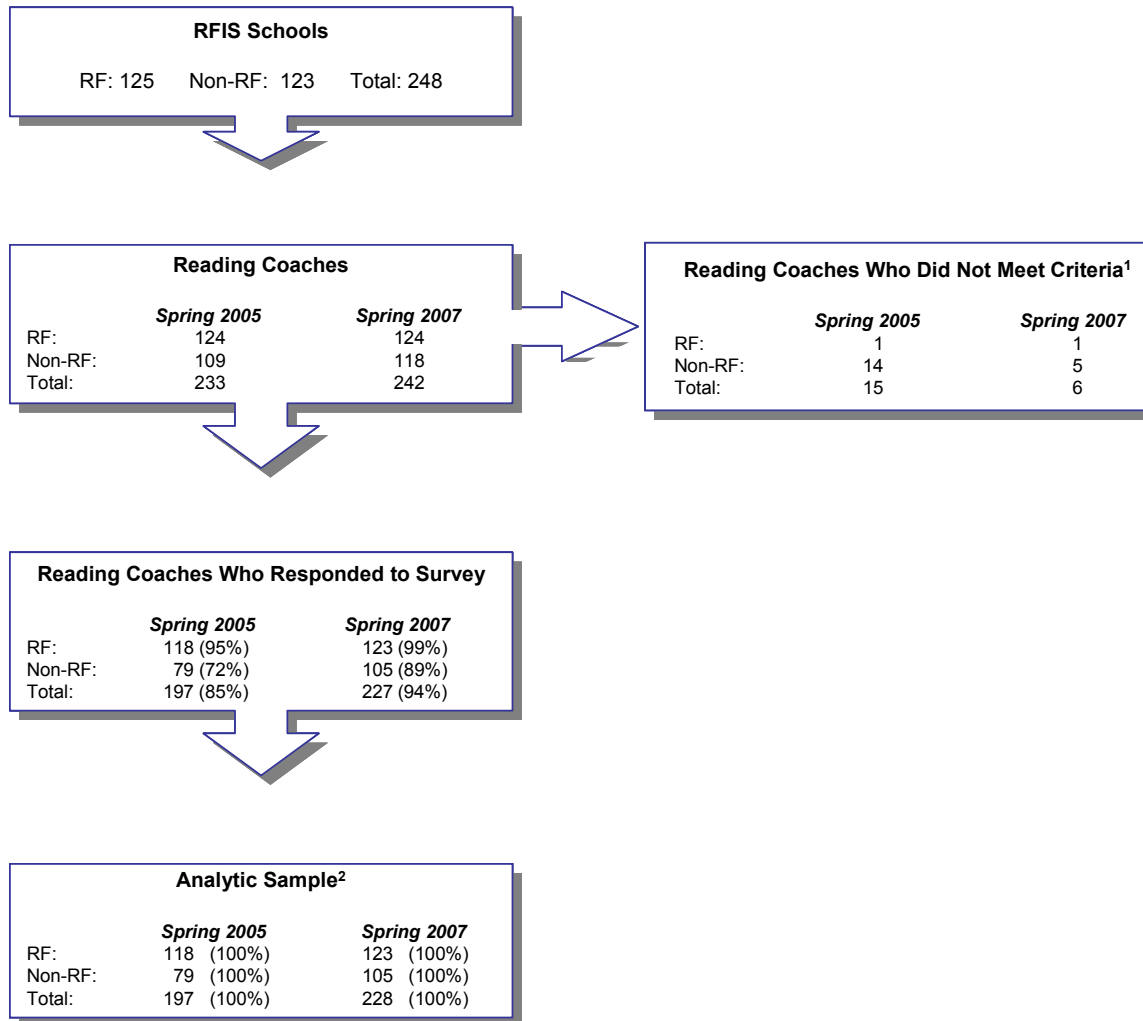 RFIS Schools
RF: 125 Non-RF: 123 Total: 248
Reading Coaches
Spring 2005 Spring 2007
RF: 124 124
Non-RF: 109 118
Total: 233 242
Reading Coaches Who Did Not Meet Criteria1
Spring 2005 Spring 2007
RF: 1 1
Non-RF: 14 5
Total: 15 6
Reading Coaches Who Responded to Survey
Spring 2005 Spring 2007
RF: 118 (95%) 123 (99%)
Non-RF: 79 (72%) 105 (89%)
Total: 197 (85%) 227 (94%)
Analytic Sample2
Spring 2005 Spring 2007
RF: 118 (100%) 123 (100%)
Non-RF: 79 (100%) 105 (100%)
Total: 197 (100%) 228 (100%)